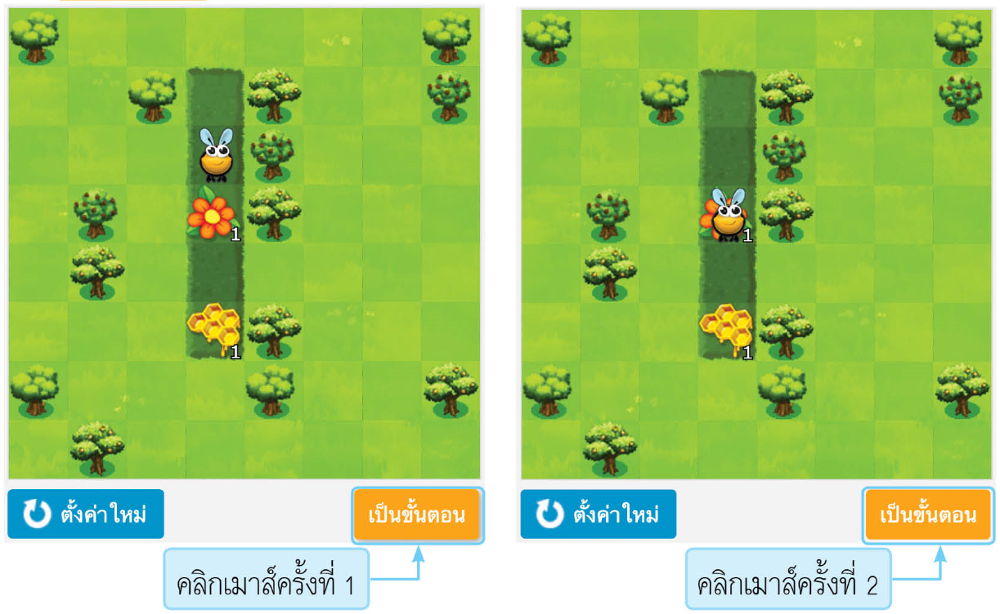 1
1
1
1
ตั้งค่าใหม่
เป็นขั้นตอน
ตั้งค่าใหม่
เป็นขั้นตอน
คลิกเมาส์ครั้งที่ 1
คลิกเมาส์ครั้งที่ 2